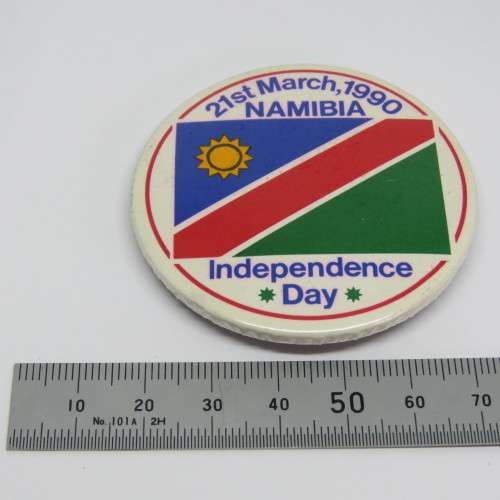 21st March, 1990
NAMIBIA
Independence
Day
10 20 30 40 50 60 70
No. 101A 2H